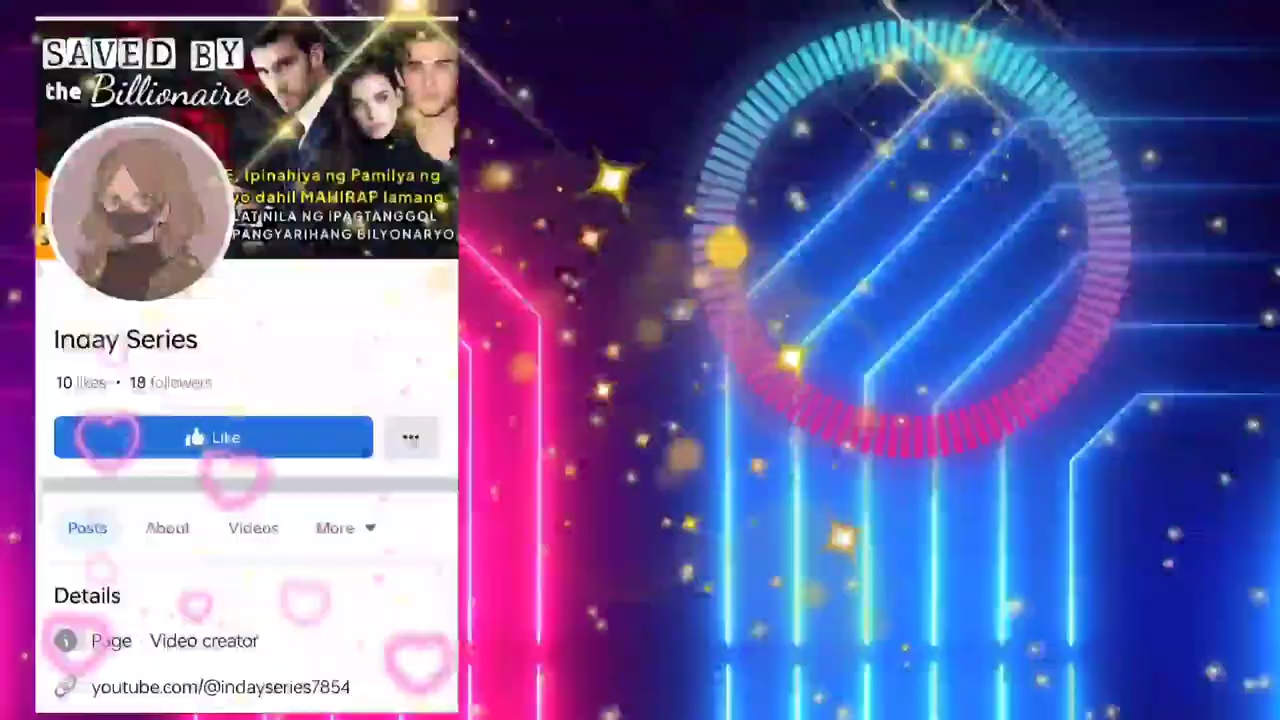 SAVED BY
the Billionaire
E, Ipinahiya ng Pamilya ng
yo dahil MAHIRAP lamang
NILA NG IPAGTANGGOL
PANGYARIHANG BILYONARYO
Inday Series
10 likes • 18 followers
Like
Posts About Videos More
Details
Page Video creator
youtube.com/@indayseries7854